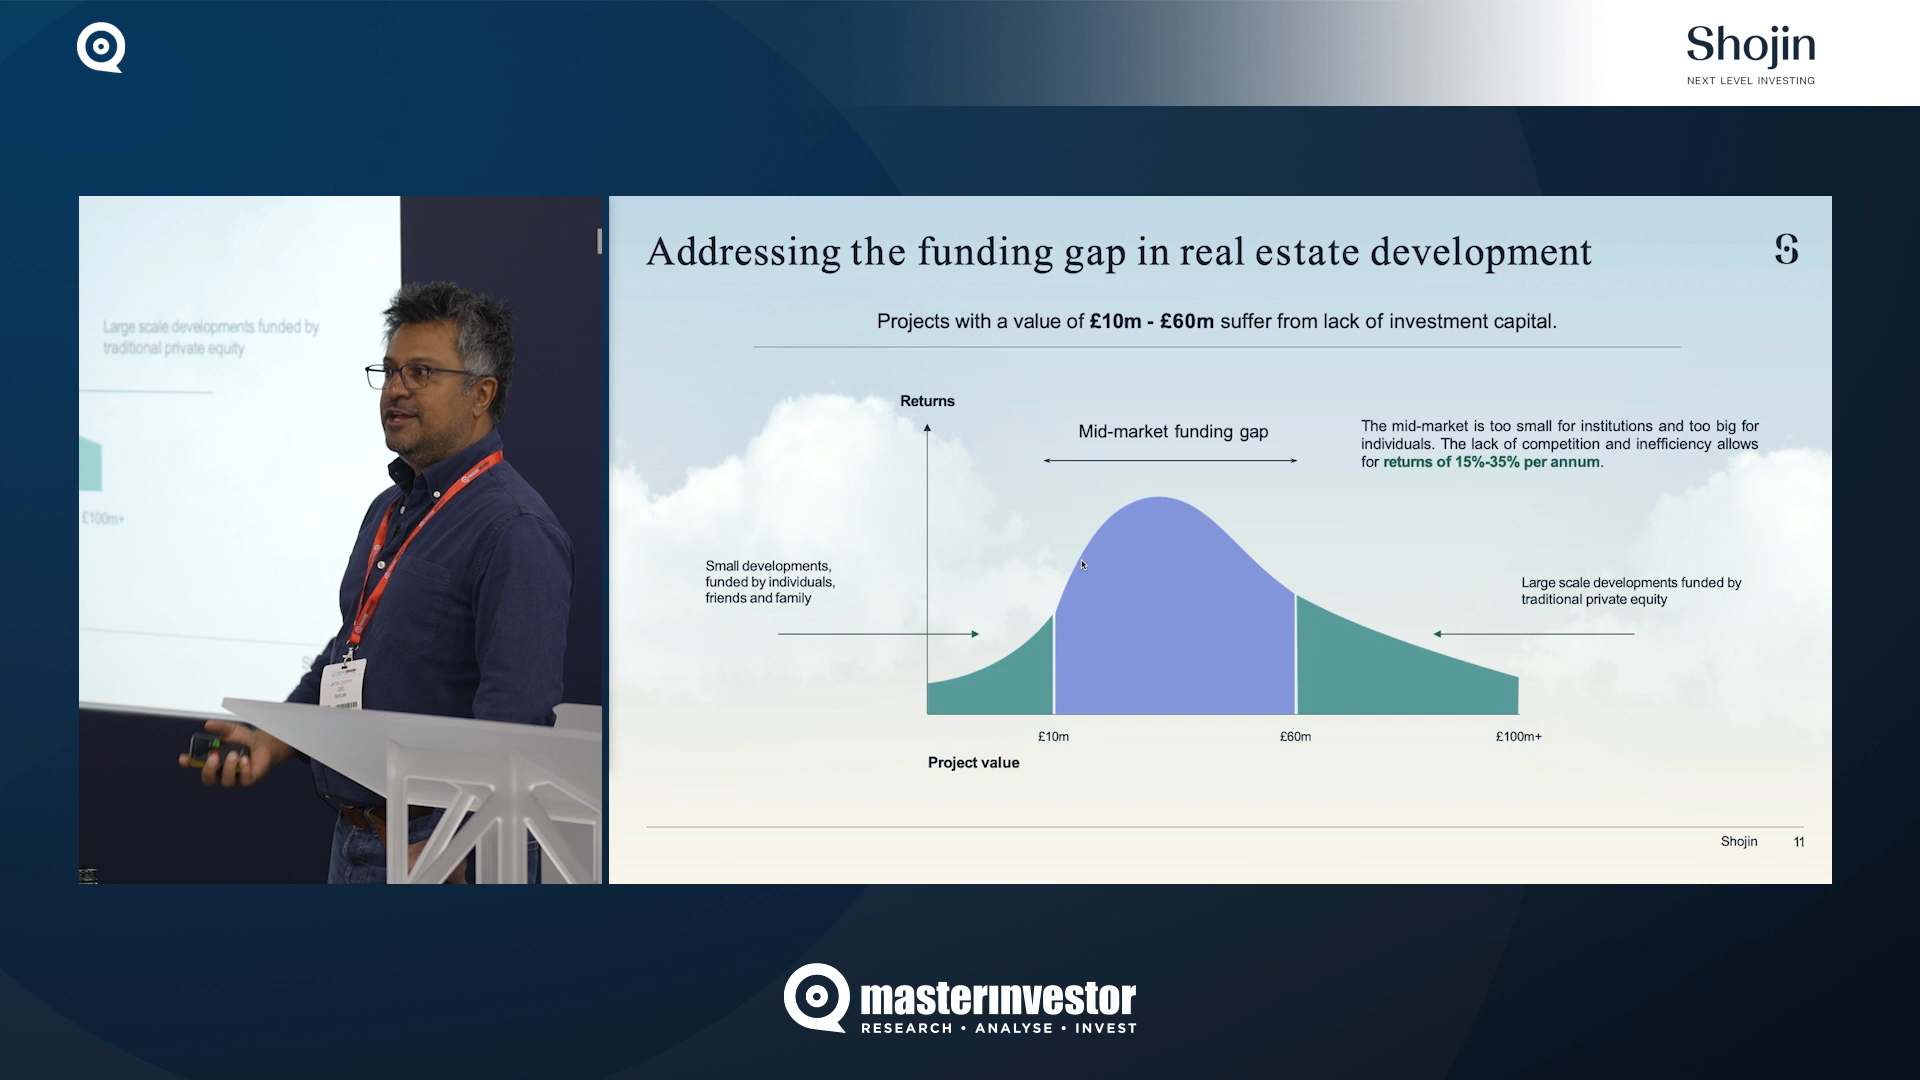 Shojin
NEXT LEVEL INVESTING
Large scale developments funded by
traditional private equity
£100m+
Addressing the funding gap in real estate development
Projects with a value of £10m - £60m suffer from lack of investment capital.
Returns
Mid-market funding gap
The mid-market is too small for institutions and too big for
individuals. The lack of competition and inefficiency allows
for returns of 15%-35% per annum.
Small developments,
funded by individuals,
friends and family
Large scale developments funded by
traditional private equity
£10m
£60m
£100m+
Project value
Shojin 11
masterinvestor
RESEARCH • ANALYSE • INVEST